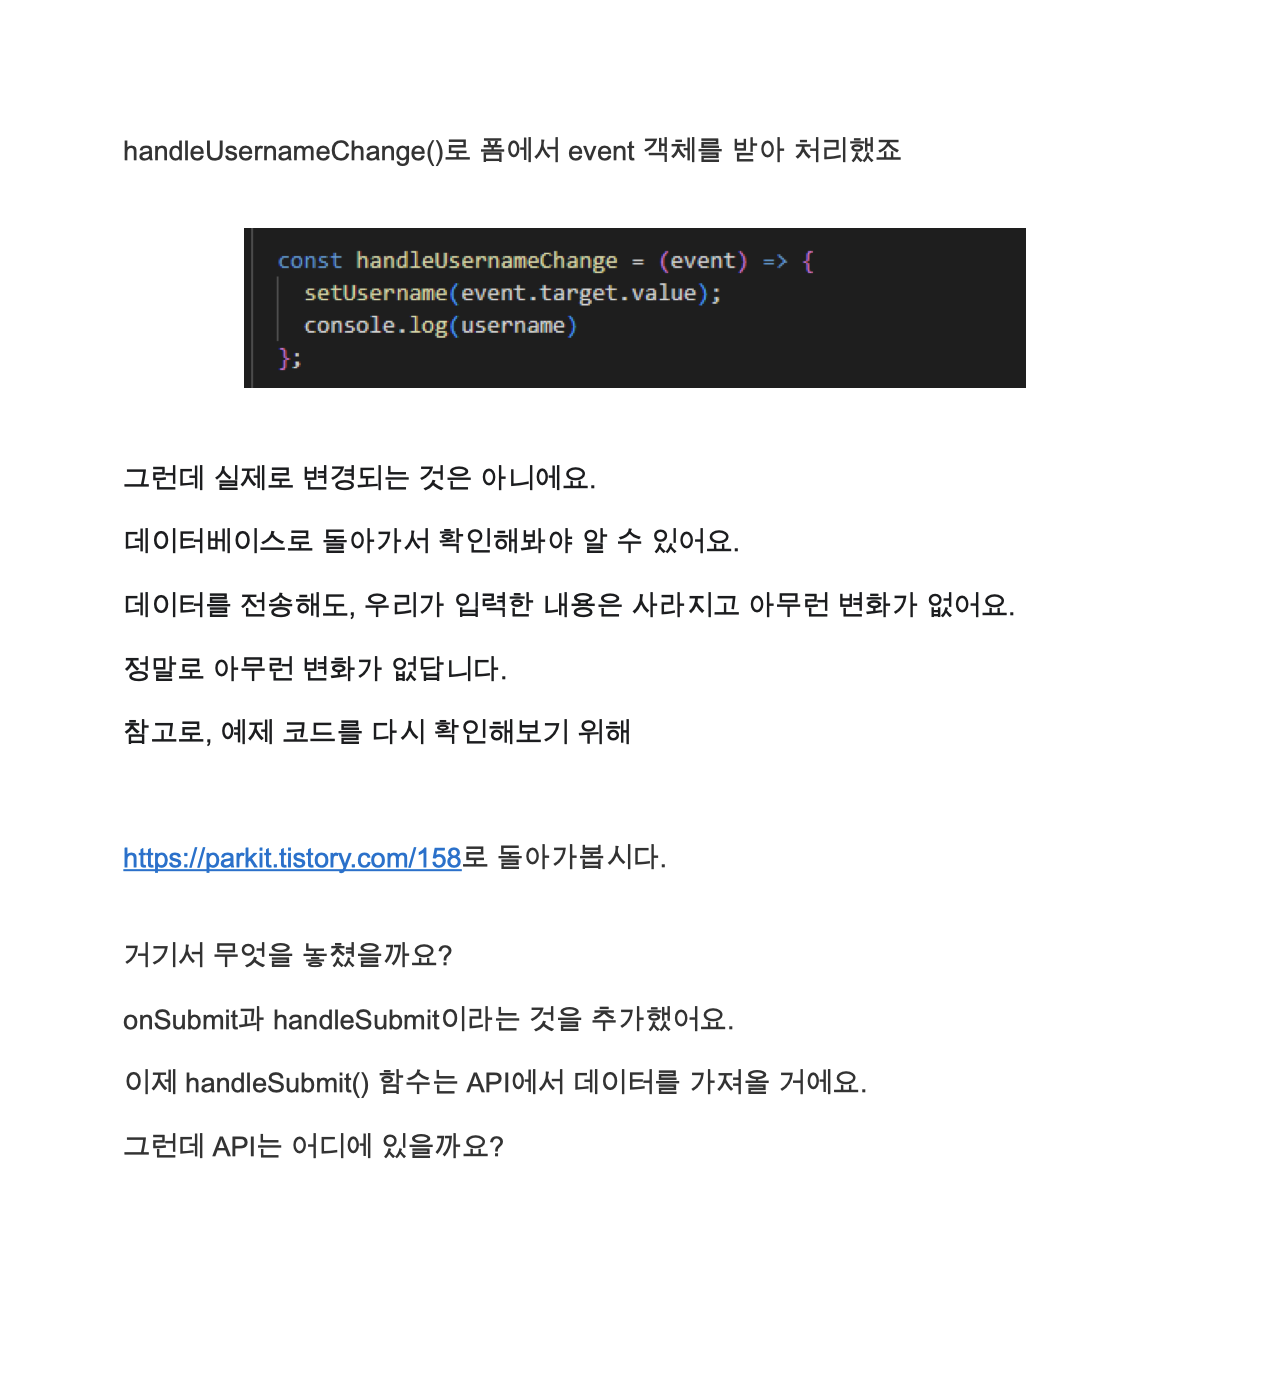 handleUsernameChange()로 폼에서 event 객체를 받아 처리했죠
const handleUsernameChange = (event) => {
  setUsername(event.target.value);
  console.log(username)
};
그런데 실제로 변경되는 것은 아니에요.
데이터베이스로 돌아가서 확인해봐야 알 수 있어요.
데이터를 전송해도, 우리가 입력한 내용은 사라지고 아무런 변화가 없어요.
정말로 아무런 변화가 없답니다.
참고로, 예제 코드를 다시 확인해보기 위해
https://parkit.tistory.com/158로 돌아가봅시다.
거기서 무엇을 놓쳤을까요?
onSubmit과 handleSubmit이라는 것을 추가했어요.
이제 handleSubmit() 함수는 API에서 데이터를 가져올 거에요.
그런데 API는 어디에 있을까요?